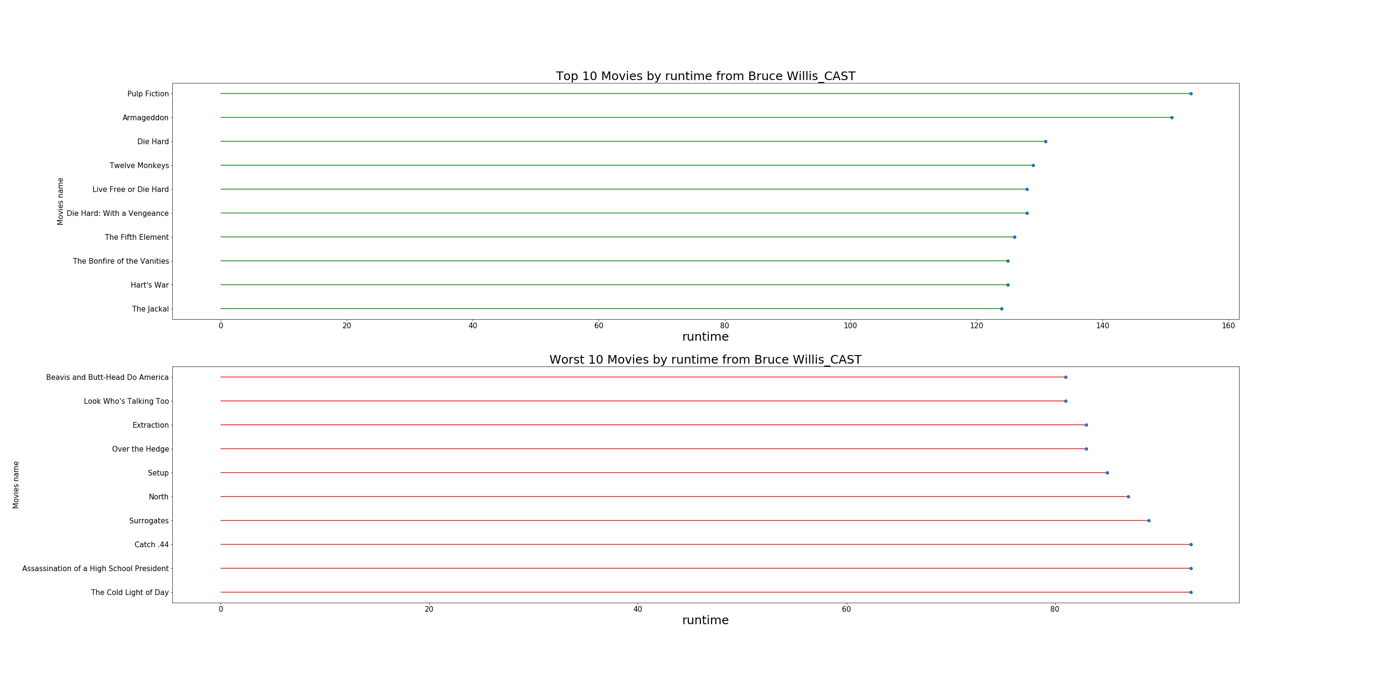 Top 10 Movies by runtime from Bruce Willis_CAST
Movies name
Pulp Fiction
Armageddon
Die Hard
Twelve Monkeys
Live Free or Die Hard
Die Hard: With a Vengeance
The Fifth Element
The Bonfire of the Vanities
Hart's War
The Jackal
0 20 40 60 80 100 120 140 160
runtime
Worst 10 Movies by runtime from Bruce Willis_CAST
Movies name
Beavis and Butt-Head Do America
Look Who's Talking Too
Extraction
Over the Hedge
Setup
North
Surrogates
Catch .44
Assassination of a High School President
The Cold Light of Day
0 20 40 60 80
runtime